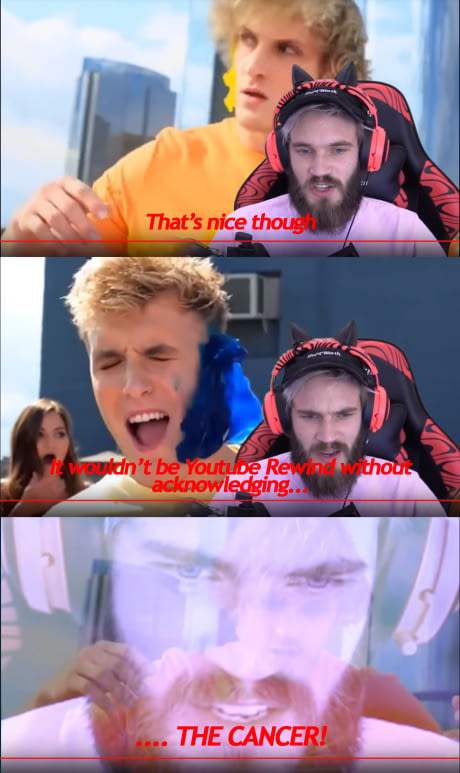 That's nice though
It wouldn't be Youtube Rewind without
acknowledging...
.... THE CANCER!